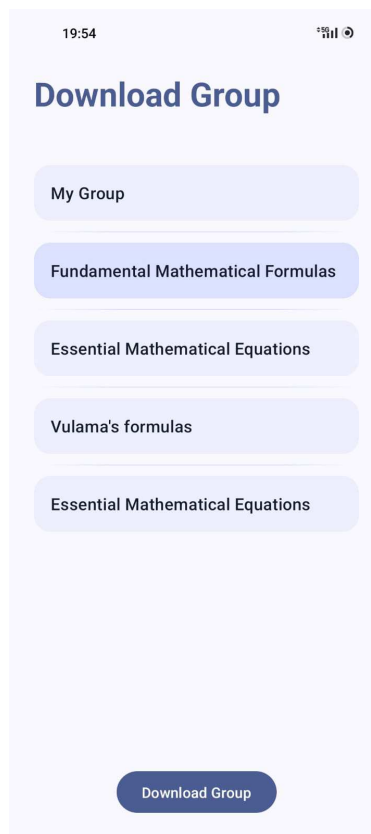 19:54
5G
Download Group
My Group
Fundamental Mathematical Formulas
Essential Mathematical Equations
Vulama's formulas
Essential Mathematical Equations
Download Group